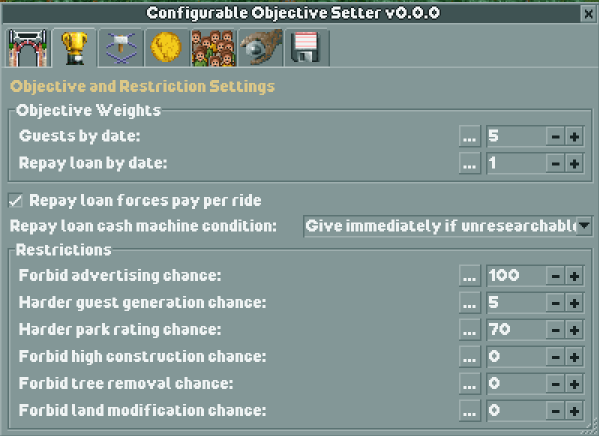 Configurable Objective Setter v0.0.0
Objective and Restriction Settings
Objective Weights
Guests by date: ... 5 - +
Repay loan by date: ... 1 - +
Repay loan forces pay per ride
Repay loan cash machine condition: Give immediately if unresearchable
Restrictions
Forbid advertising chance: ... 100 - +
Harder guest generation chance: ... 5 - +
Harder park rating chance: ... 70 - +
Forbid high construction chance: ... 0 - +
Forbid tree removal chance: ... 0 - +
Forbid land modification chance: ... 0 - +